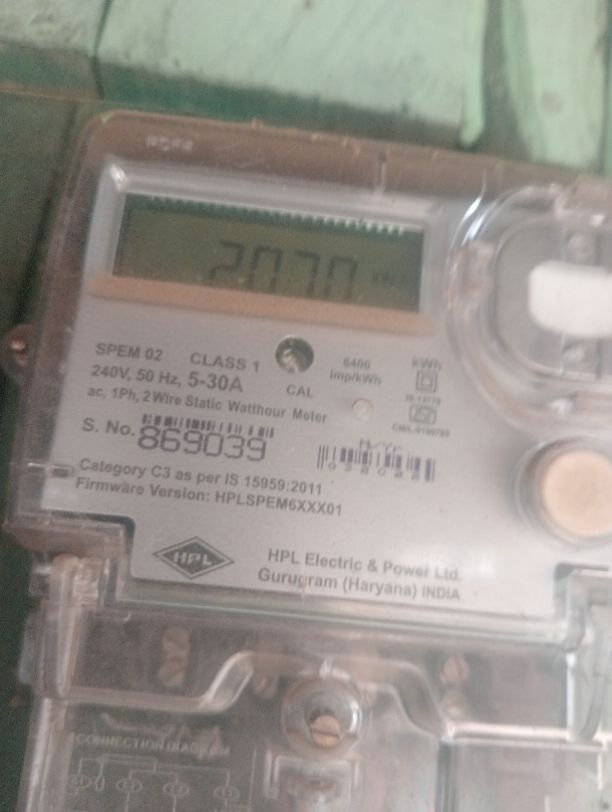 2070
SPEM 02 CLASS 1
240V, 50 Hz, 5-30A
ac, 1Ph, 2 Wire Static Watthour Meter
CAL
6400
imp/kWh
kWh
S. No. 869039
M/Yr
Category C3 as per IS 15959:2011
Firmware Version: HPLSPEM6XXX01
HPL
HPL Electric & Power Ltd.
Gurugram (Haryana) INDIA
CONNECTION DIAGRAM